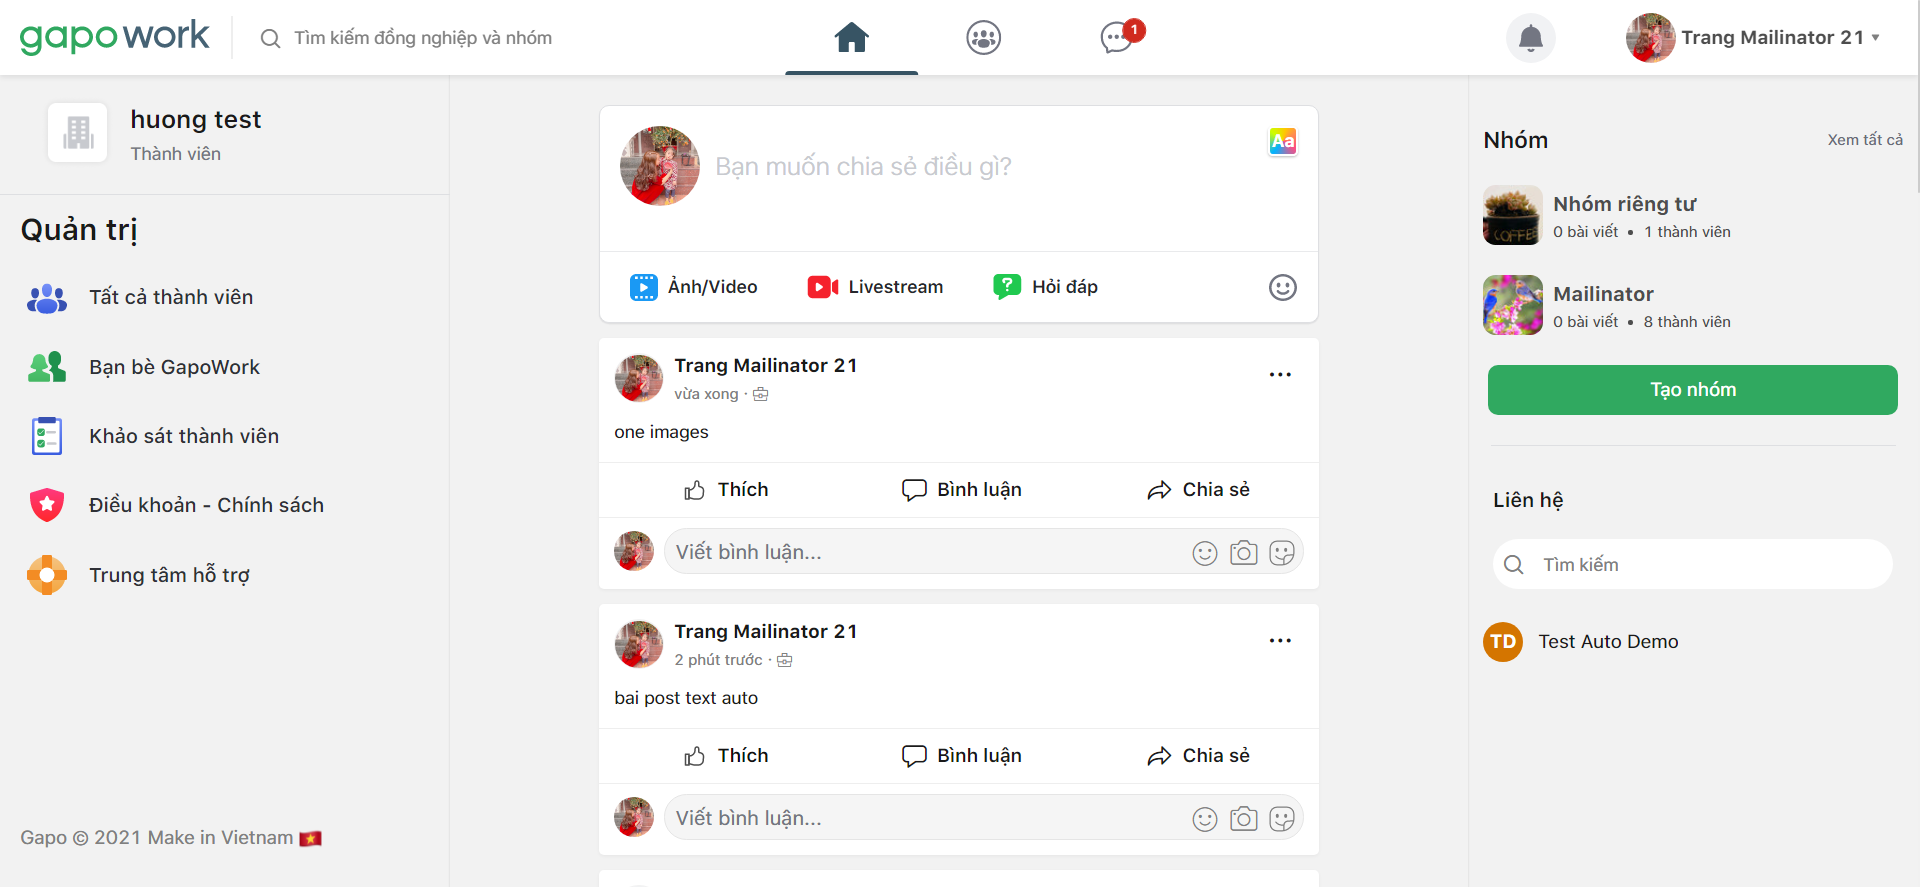 gapowork
Tìm kiếm đồng nghiệp và nhóm
1
Trang Mailinator 21
huong test
Thành viên
Quản trị
Tất cả thành viên
Bạn bè GapoWork
Khảo sát thành viên
Điều khoản - Chính sách
Trung tâm hỗ trợ
Gapo © 2021 Make in Vietnam
Bạn muốn chia sẻ điều gì?
Aa
Ảnh/Video
Livestream
Hỏi đáp
Trang Mailinator 21
vừa xong ·
one images
Thích
Bình luận
Chia sẻ
Viết bình luận...
Trang Mailinator 21
2 phút trước ·
bai post text auto
Thích
Bình luận
Chia sẻ
Viết bình luận...
Nhóm
Xem tất cả
COFFEE
Nhóm riêng tư
0 bài viết • 1 thành viên
Mailinator
0 bài viết • 8 thành viên
Tạo nhóm
Liên hệ
Tìm kiếm
TD
Test Auto Demo